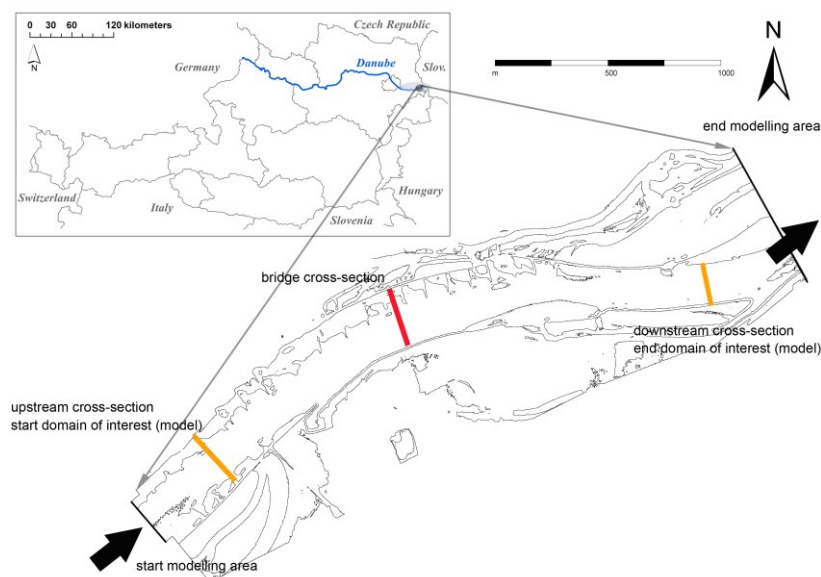 0 30 60 120 kilometers
N
Czech Republic
Germany
Danube
Slov.
Switzerland
Italy
Slovenia
Hungary
N
m 500 1000
end modelling area
bridge cross-section
downstream cross-section
end domain of interest (model)
upstream cross-section
start domain of interest (model)
start modelling area